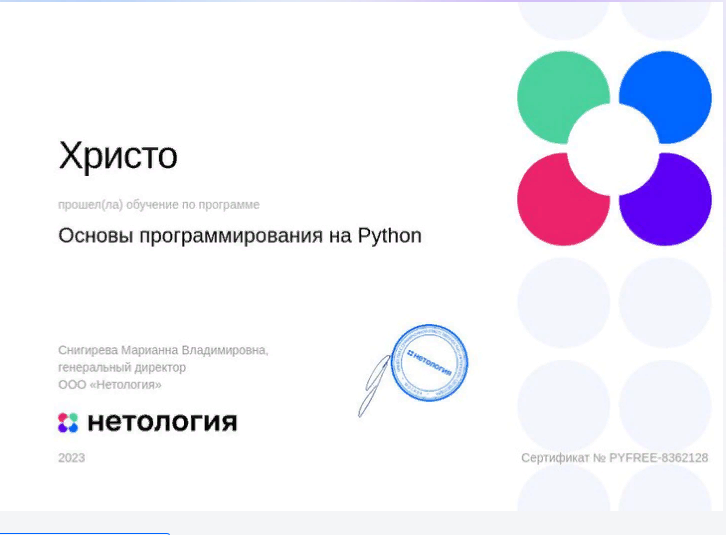 Христо
прошел(ла) обучение по программе
Основы программирования на Python
Снигирева Марианна Владимировна,
генеральный директор
ООО «Нетология»
нетология
нетология
2023
Сертификат № PYFREE-8362128